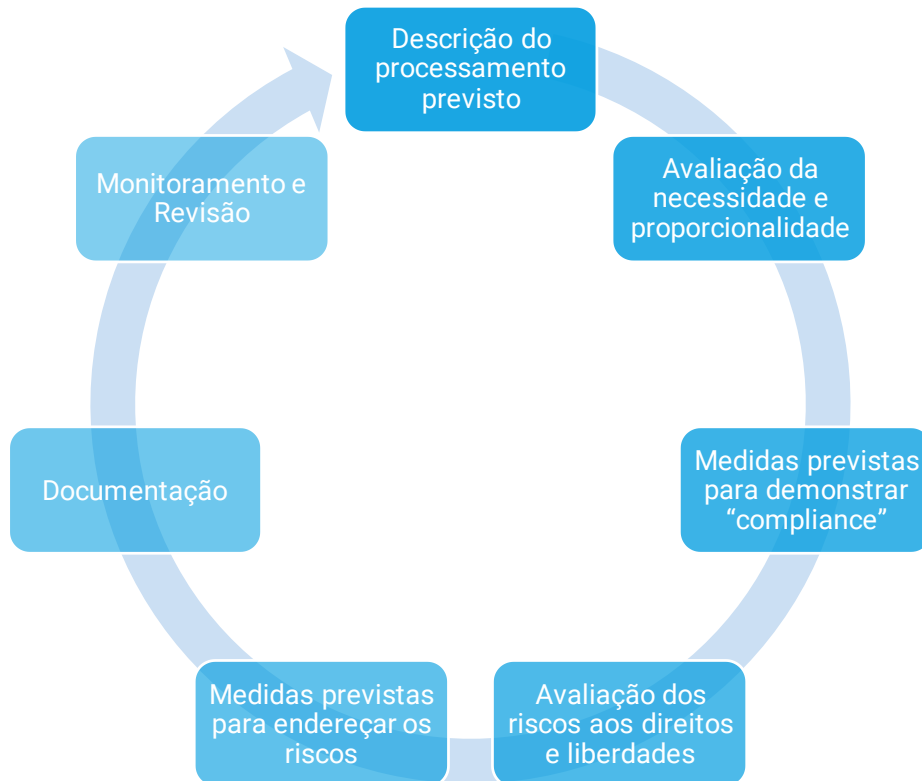 Descrição do
processamento
previsto
Avaliação da
necessidade e
proporcionalidade
Medidas previstas
para demonstrar
“compliance”
Avaliação dos
riscos aos direitos
e liberdades
Medidas previstas
para endereçar os
riscos
Documentação
Monitoramento e
Revisão